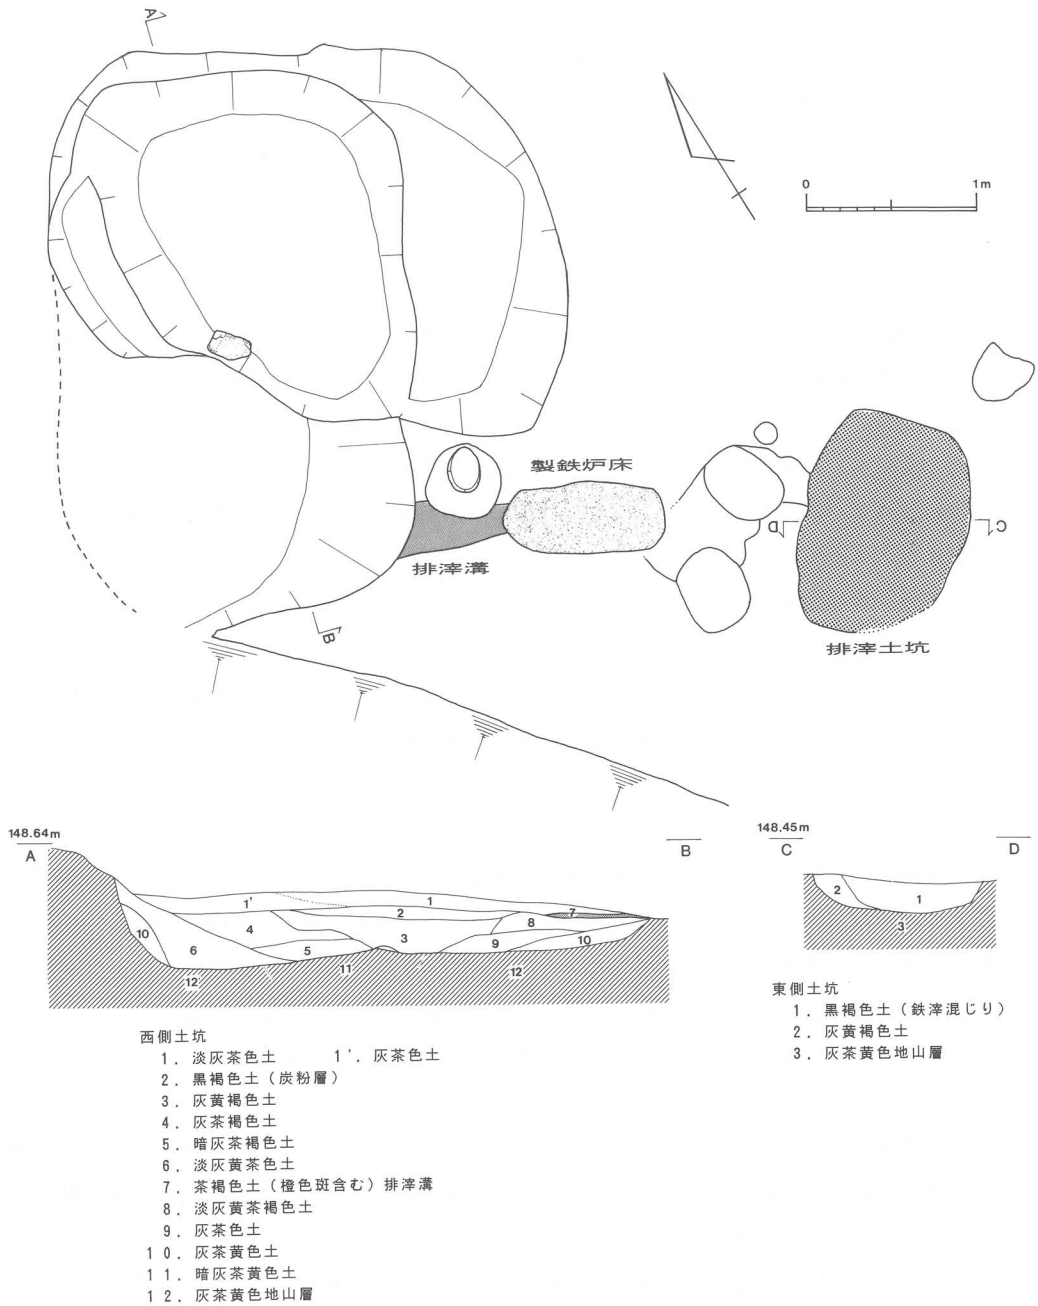 A
0 1m
製鉄炉床
D C
排滓溝
B
排滓土坑
148.64m
A B
148.45m
C D
1' 1
2 7
4 8
10 3
6 5 9 10
11
12 12
2 1
3
西側土坑
1. 淡灰茶色土 1'. 灰茶色土
2. 黒褐色土(炭粉層)
3. 灰黄褐色土
4. 灰茶褐色土
5. 暗灰茶褐色土
6. 淡灰黄茶色土
7. 茶褐色土(橙色斑含む)排滓溝
8. 淡灰黄茶褐色土
9. 灰茶色土
10. 灰茶黄色土
11. 暗灰茶黄色土
12. 灰茶黄色地山層
東側土坑
1. 黒褐色土(鉄滓混じり)
2. 灰黄褐色土
3. 灰茶黄色地山層